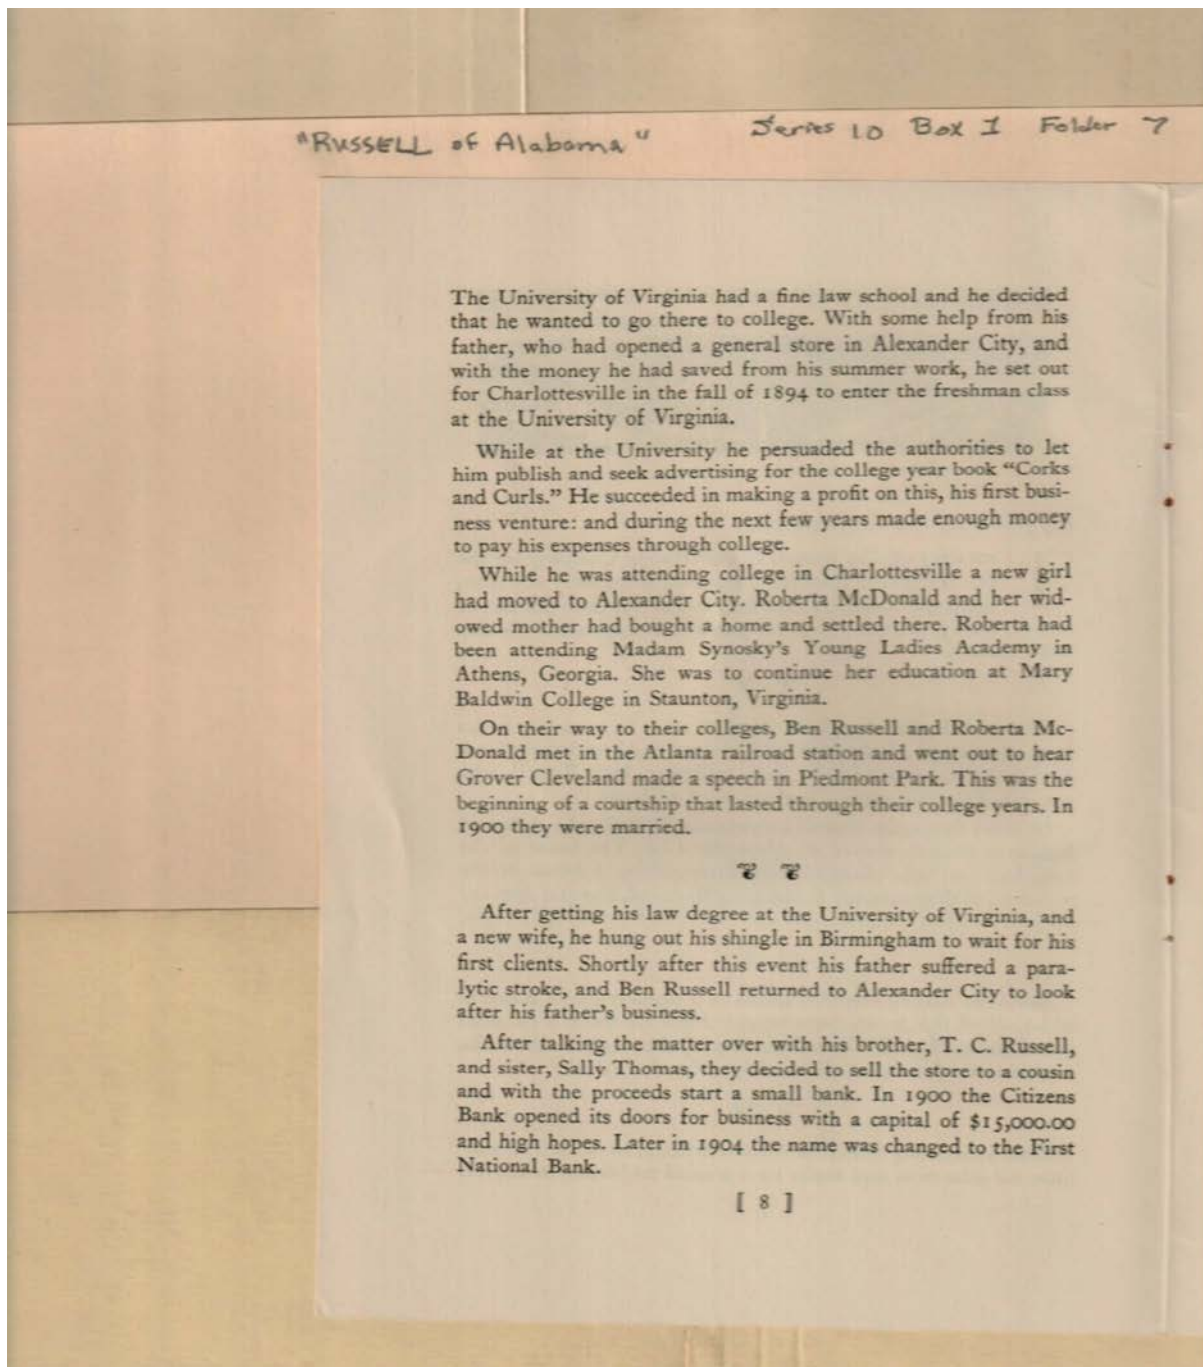 "RUSSELL of Alabama" Series 10 Box 1 Folder 7
The University of Virginia had a fine law school and he decided
that he wanted to go there to college. With some help from his
father, who had opened a general store in Alexander City, and
with the money he had saved from his summer work, he set out
for Charlottesville in the fall of 1894 to enter the freshman class
at the University of Virginia.
While at the University he persuaded the authorities to let
him publish and seek advertising for the college year book “Corks
and Curls.” He succeeded in making a profit on this, his first busi-
ness venture: and during the next few years made enough money
to pay his expenses through college.
While he was attending college in Charlottesville a new girl
had moved to Alexander City. Roberta McDonald and her wid-
owed mother had bought a home and settled there. Roberta had
been attending Madam Synosky’s Young Ladies Academy in
Athens, Georgia. She was to continue her education at Mary
Baldwin College in Staunton, Virginia.
On their way to their colleges, Ben Russell and Roberta Mc-
Donald met in the Atlanta railroad station and went out to hear
Grover Cleveland made a speech in Piedmont Park. This was the
beginning of a courtship that lasted through their college years. In
1900 they were married.
After getting his law degree at the University of Virginia, and
a new wife, he hung out his shingle in Birmingham to wait for his
first clients. Shortly after this event his father suffered a para-
lytic stroke, and Ben Russell returned to Alexander City to look
after his father’s business.
After talking the matter over with his brother, T. C. Russell,
and sister, Sally Thomas, they decided to sell the store to a cousin
and with the proceeds start a small bank. In 1900 the Citizens
Bank opened its doors for business with a capital of $15,000.00
and high hopes. Later in 1904 the name was changed to the First
National Bank.
[ 8 ]